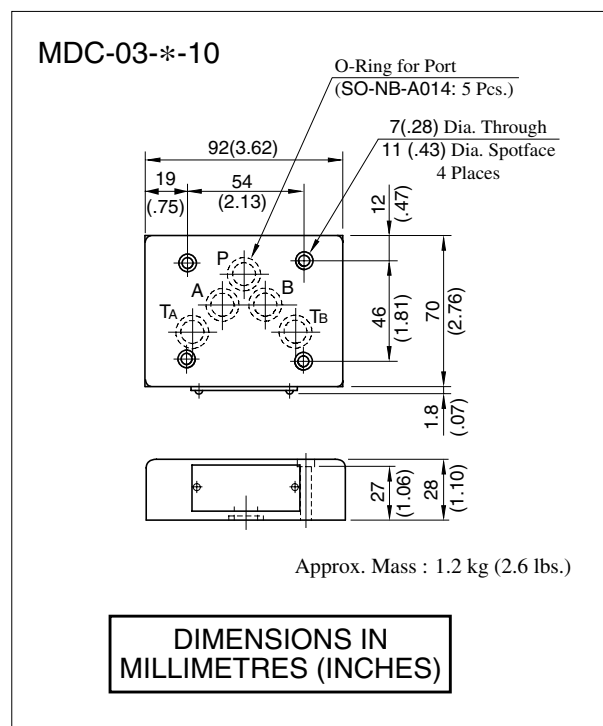 MDC-03-*-10
O-Ring for Port
(SO-NB-A014: 5 Pcs.)
7(.28) Dia. Through
11 (.43) Dia. Spotface
4 Places
92(3.62)
19
(.75)
54
(2.13)
12
(.47)
P
A
B
TA
TB
46
(1.81)
70
(2.76)
1.8
(.07)
27
(1.06)
28
(1.10)
Approx. Mass : 1.2 kg (2.6 lbs.)
DIMENSIONS IN
MILLIMETRES (INCHES)